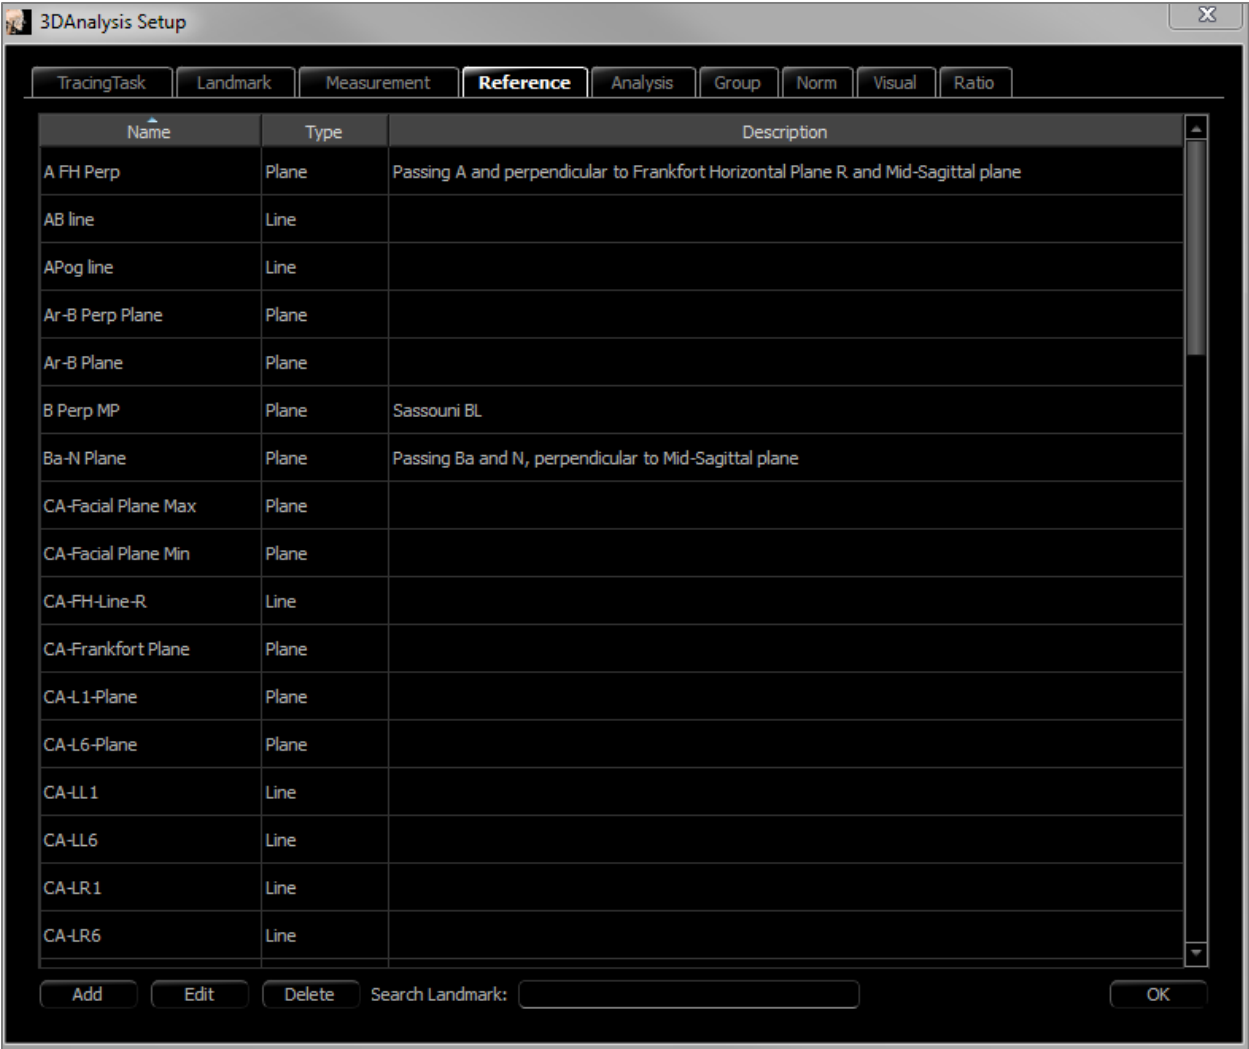 3DAnalysis Setup
TracingTask Landmark Measurement Reference Analysis Group Norm Visual Ratio
Name Type Description
A FH Perp Plane Passing A and perpendicular to Frankfort Horizontal Plane R and Mid-Sagittal plane
AB line Line
APog line Line
Ar-B Perp Plane Plane
Ar-B Plane Plane
B Perp MP Plane Sassouni BL
Ba-N Plane Plane Passing Ba and N, perpendicular to Mid-Sagittal plane
CA-Facial Plane Max Plane
CA-Facial Plane Min Plane
CA-FH-Line-R Line
CA-Frankfort Plane Plane
CA-L1-Plane Plane
CA-L6-Plane Plane
CA-LL1 Line
CA-LL6 Line
CA-LR1 Line
CA-LR6 Line
Add Edit Delete Search Landmark: OK